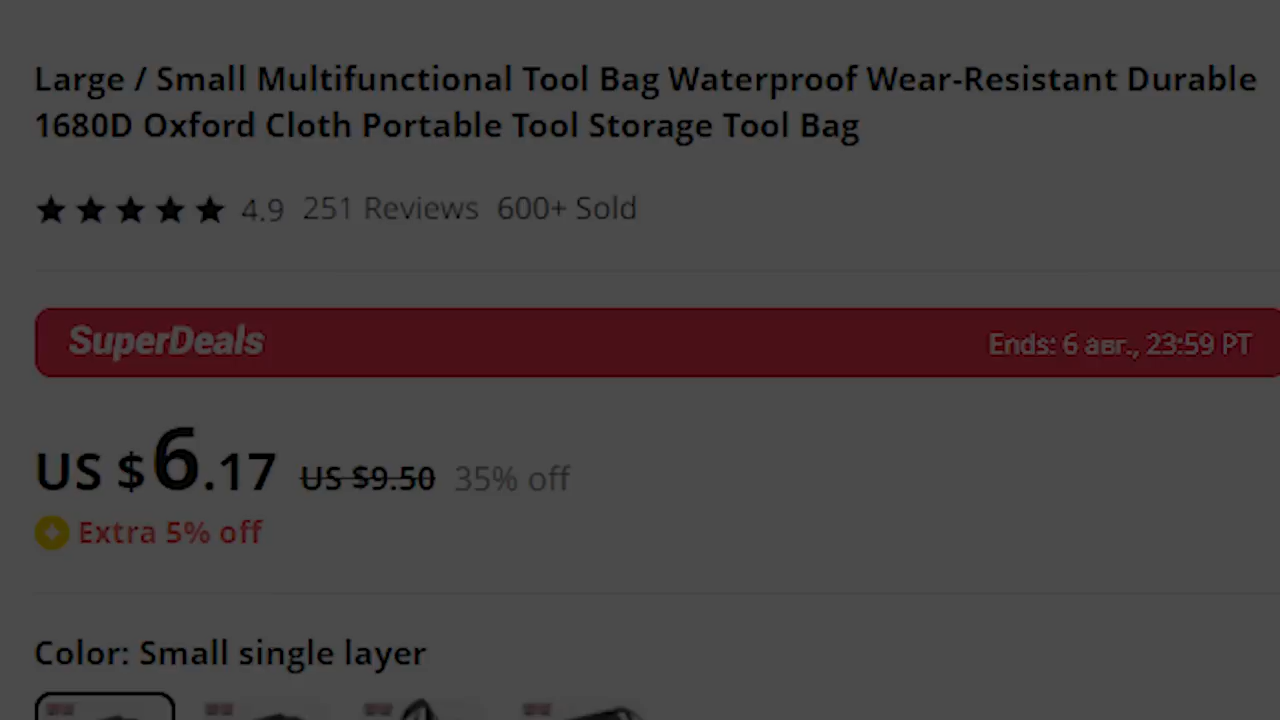 Large / Small Multifunctional Tool Bag Waterproof Wear-Resistant Durable
1680D Oxford Cloth Portable Tool Storage Tool Bag
4.9 251 Reviews 600+ Sold
SuperDeals Ends: 6 авг., 23:59 PT
US $6.17 US $9.50 35% off
Extra 5% off
Color: Small single layer